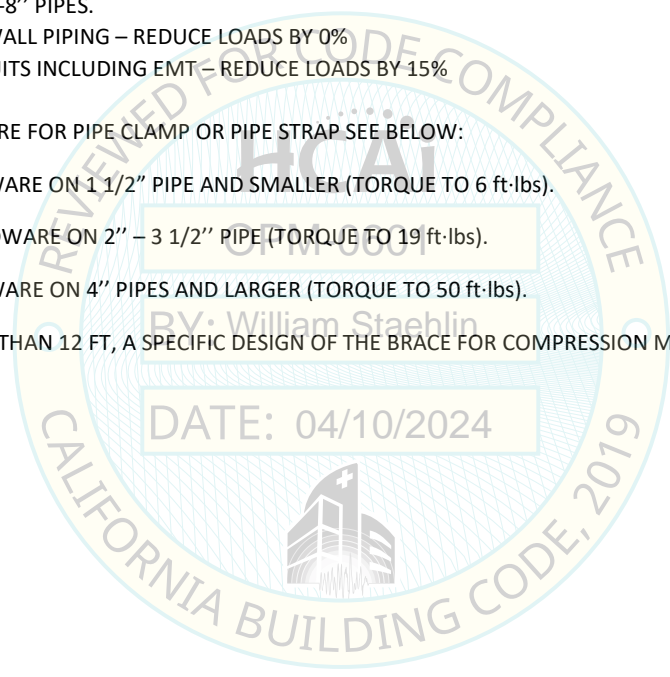 -8’’ PIPES.
WALL PIPING – REDUCE LOADS BY 0%
UITS INCLUDING EMT – REDUCE LOADS BY 15%
RE FOR PIPE CLAMP OR PIPE STRAP SEE BELOW:
WARE ON 1 1/2” PIPE AND SMALLER (TORQUE TO 6 ft·lbs).
DWARE ON 2’’ – 3 1/2’’ PIPE (TORQUE TO 19 ft·lbs).
WARE ON 4’’ PIPES AND LARGER (TORQUE TO 50 ft·lbs).
THAN 12 FT, A SPECIFIC DESIGN OF THE BRACE FOR COMPRESSION M
REVIEWED FOR CODE COMPLIANCE
HCAi
OPM-0601
BY: William Staehlin
DATE: 04/10/2024
CALIFORNIA BUILDING CODE, 2019